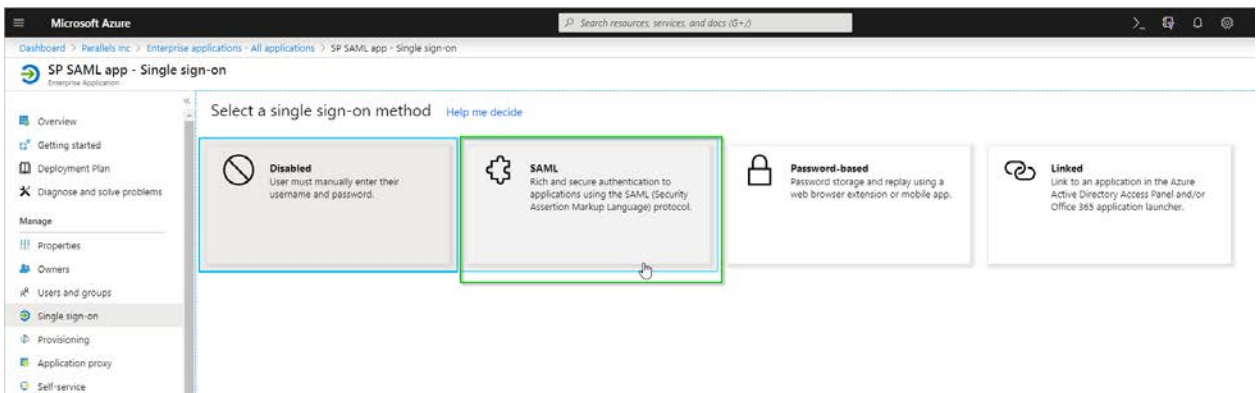 Microsoft Azure
Search resources, services, and docs (G+/)
Dashboard > Parallels Inc > Enterprise applications - All applications > SP SAML app - Single sign-on
SP SAML app - Single sign-on
Enterprise Application
Select a single sign-on method Help me decide
Overview
Getting started
Deployment Plan
Diagnose and solve problems
Manage
Properties
Owners
Users and groups
Single sign-on
Provisioning
Application proxy
Self-service
Disabled
User must manually enter their
username and password.
SAML
Rich and secure authentication to
applications using the SAML (Security
Assertion Markup Language) protocol.
Password-based
Password storage and replay using a
web browser extension or mobile app.
Linked
Link to an application in the Azure
Active Directory Access Panel and/or
Office 365 application launcher.